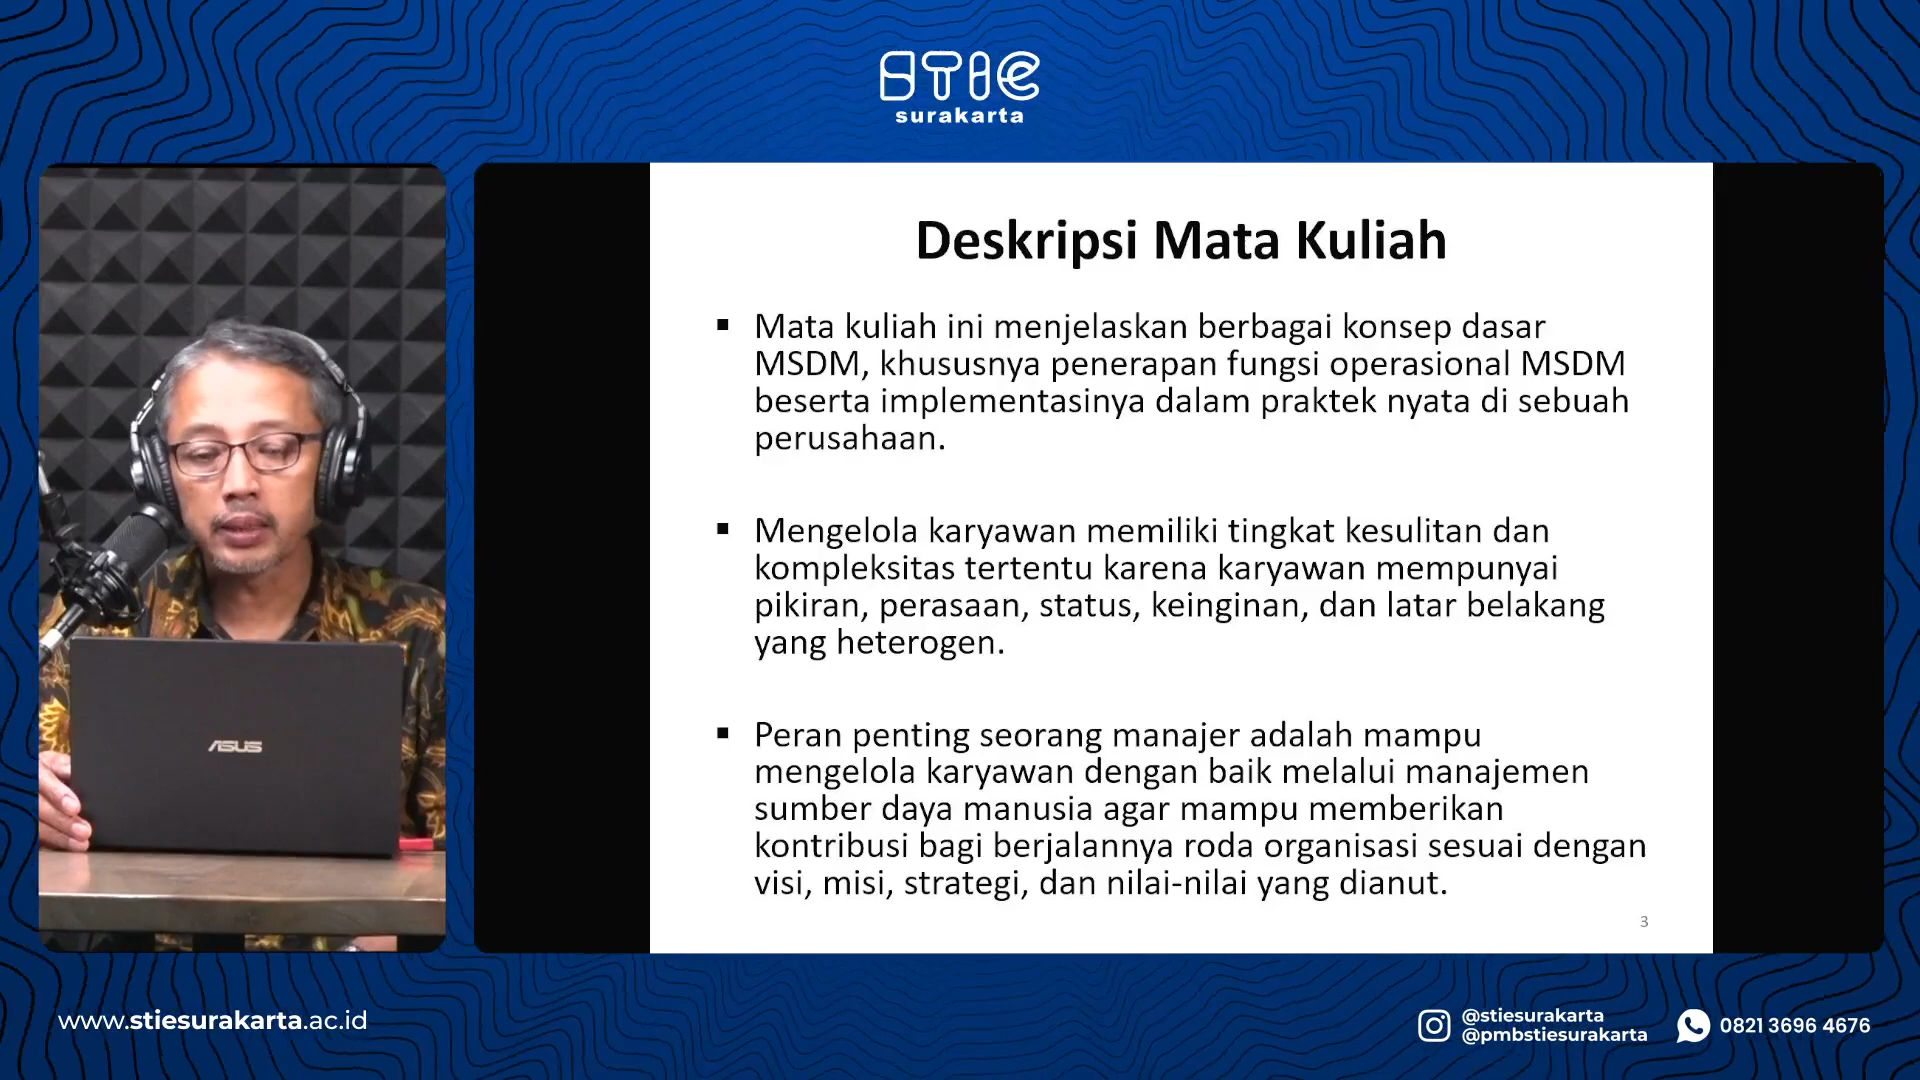 STIE
surakarta
Deskripsi Mata Kuliah
▪ Mata kuliah ini menjelaskan berbagai konsep dasar
MSDM, khususnya penerapan fungsi operasional MSDM
beserta implementasinya dalam praktek nyata di sebuah
perusahaan.
▪ Mengelola karyawan memiliki tingkat kesulitan dan
kompleksitas tertentu karena karyawan mempunyai
pikiran, perasaan, status, keinginan, dan latar belakang
yang heterogen.
▪ Peran penting seorang manajer adalah mampu
mengelola karyawan dengan baik melalui manajemen
sumber daya manusia agar mampu memberikan
kontribusi bagi berjalannya roda organisasi sesuai dengan
visi, misi, strategi, dan nilai-nilai yang dianut.
3
ASUS
www.stiesurakarta.ac.id
@stiesurakarta
@pmbstiesurakarta
0821 3696 4676